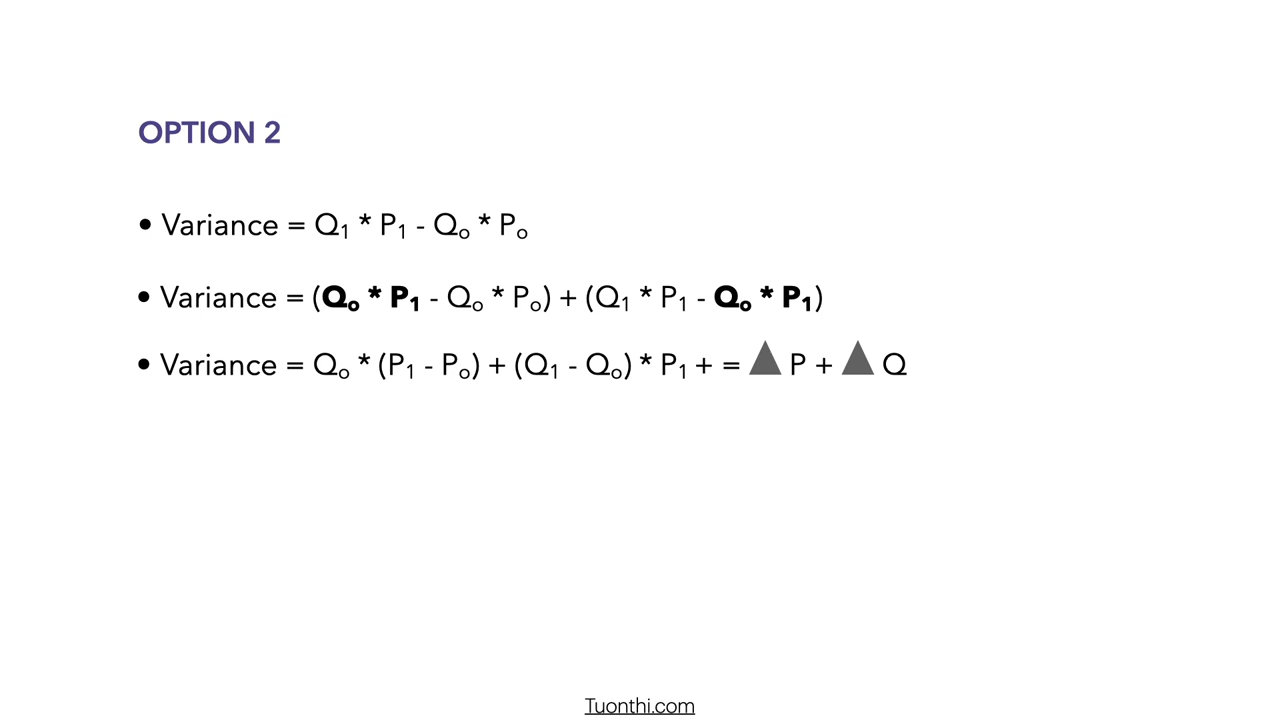 OPTION 2
• Variance = Q₁ * P₁ - Qₒ * Pₒ
• Variance = (Qₒ * P₁ - Qₒ * Pₒ) + (Q₁ * P₁ - Qₒ * P₁)
• Variance = Qₒ * (P₁ - Pₒ) + (Q₁ - Qₒ) * P₁ + = ▲ P + ▲ Q
Tuonthi.com